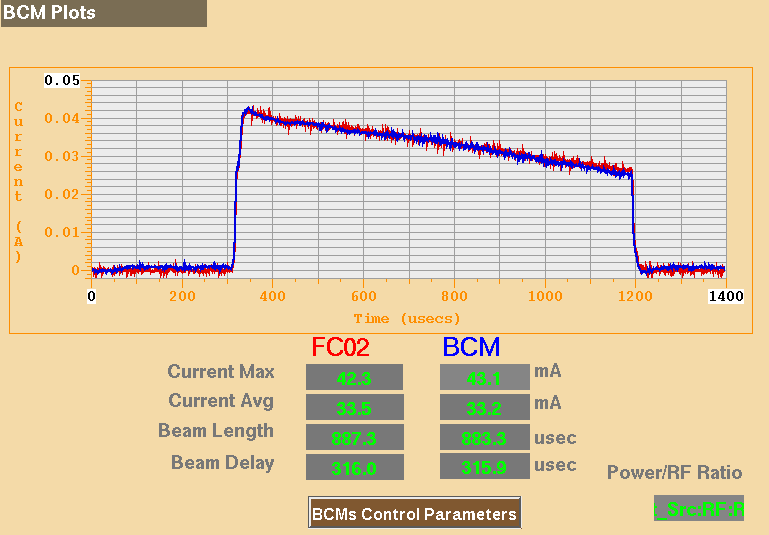 BCM Plots
0.05
0.04
0.03
0.02
0.01
0
Current (A)
0 200 400 600 800 1000 1200 1400
Time (usecs)
FC02 BCM
Current Max 42.3 43.1 mA
Current Avg 33.5 33.2 mA
Beam Length 887.3 883.3 usec
Beam Delay 316.0 315.9 usec
Power/RF Ratio
_Src:RF:F
BCMs Control Parameters